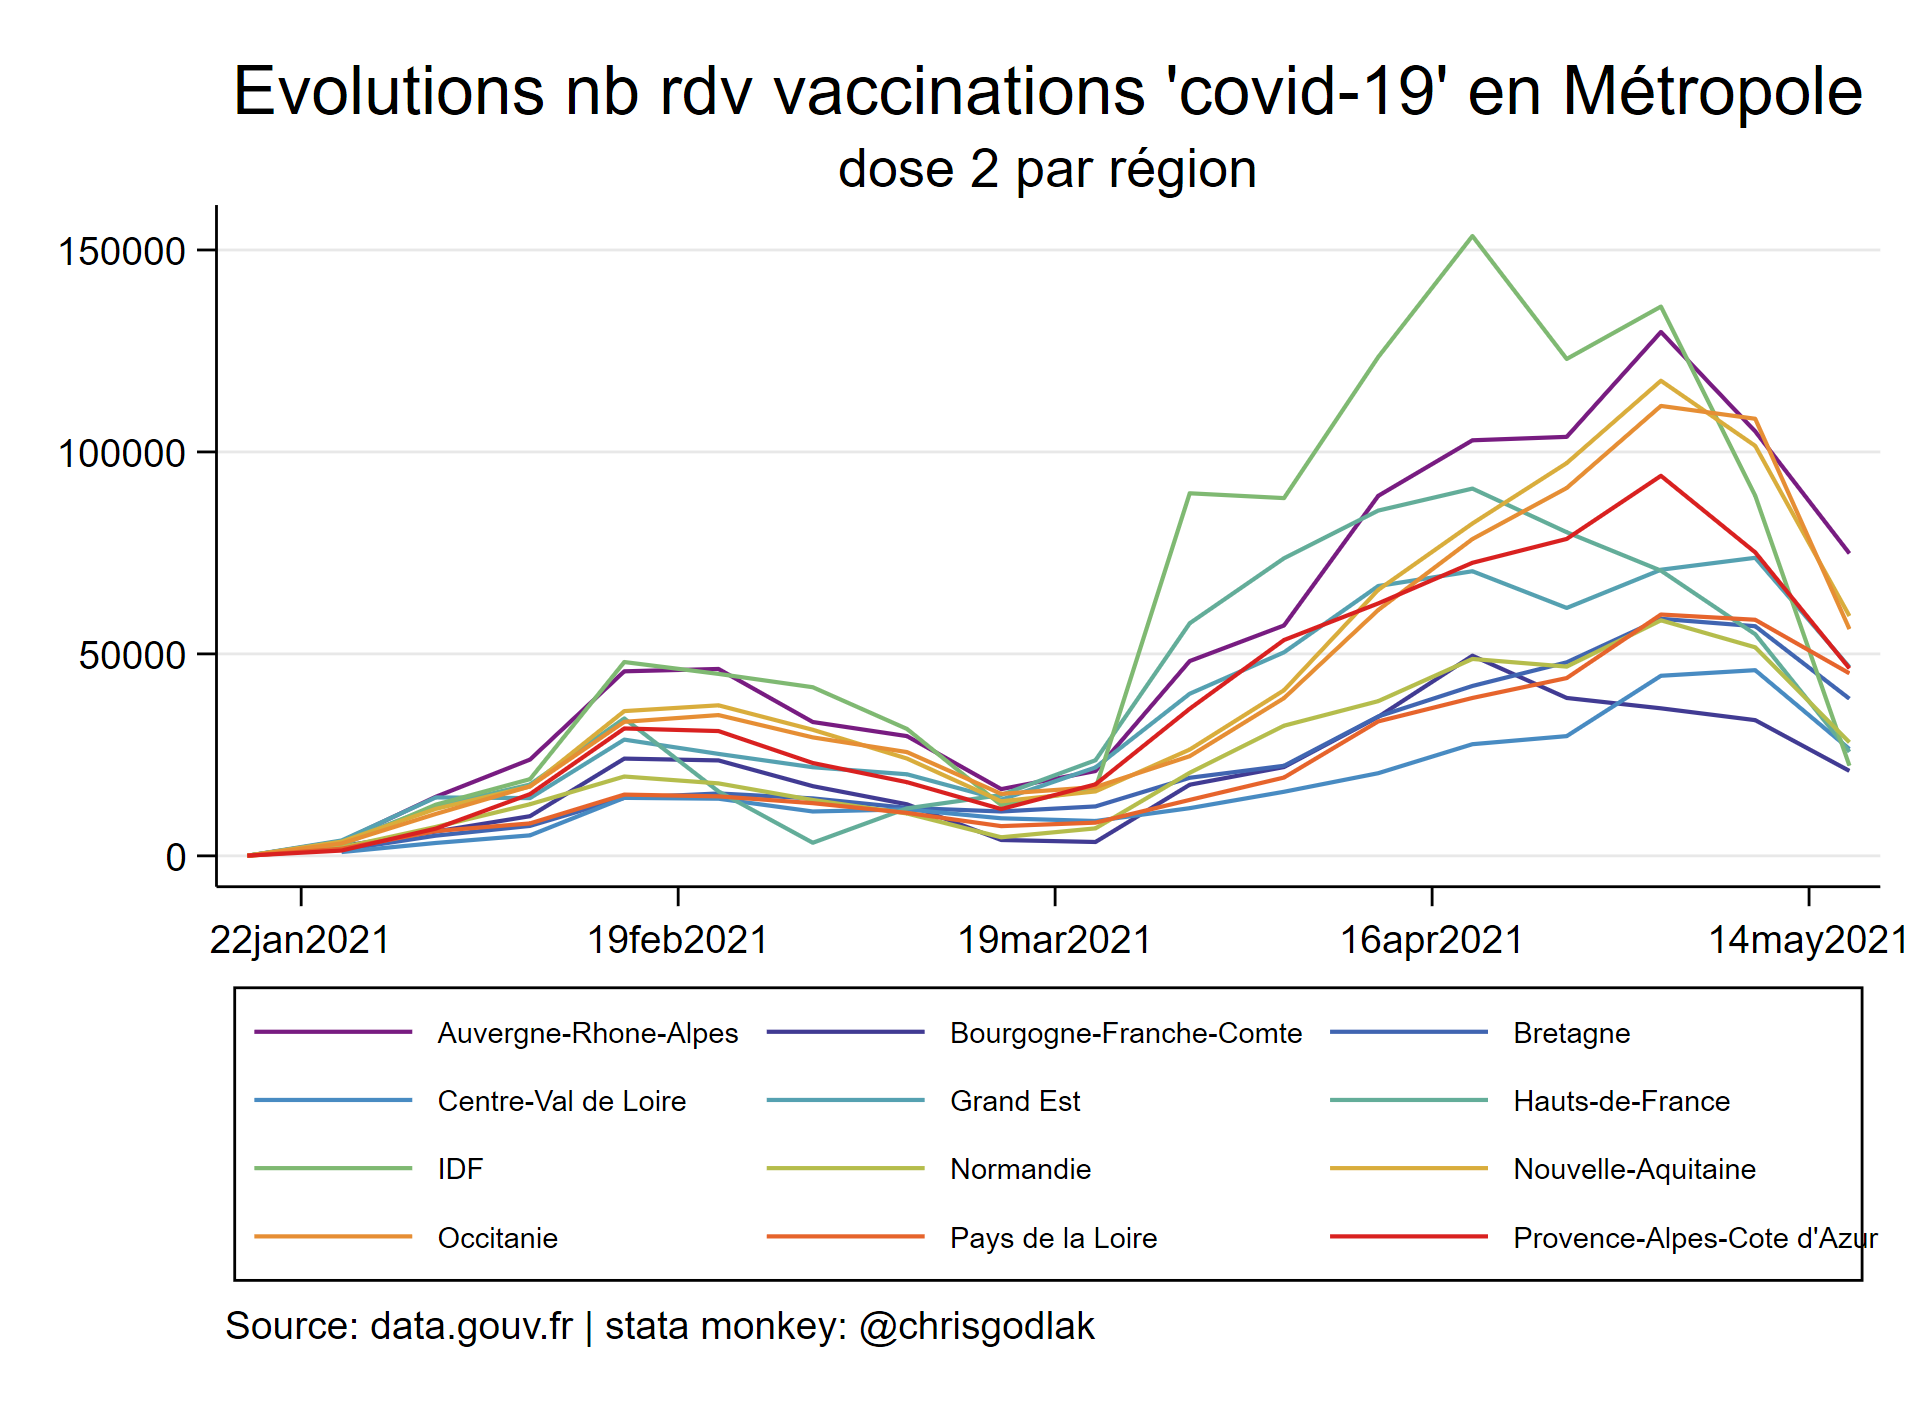 Evolutions nb rdv vaccinations 'covid-19' en Métropole
dose 2 par région
150000
100000
50000
0
22jan2021 19feb2021 19mar2021 16apr2021 14may2021
Auvergne-Rhone-Alpes Bourgogne-Franche-Comte Bretagne
Centre-Val de Loire Grand Est Hauts-de-France
IDF Normandie Nouvelle-Aquitaine
Occitanie Pays de la Loire Provence-Alpes-Cote d'Azur
Source: data.gouv.fr | stata monkey: @chrisgodlak